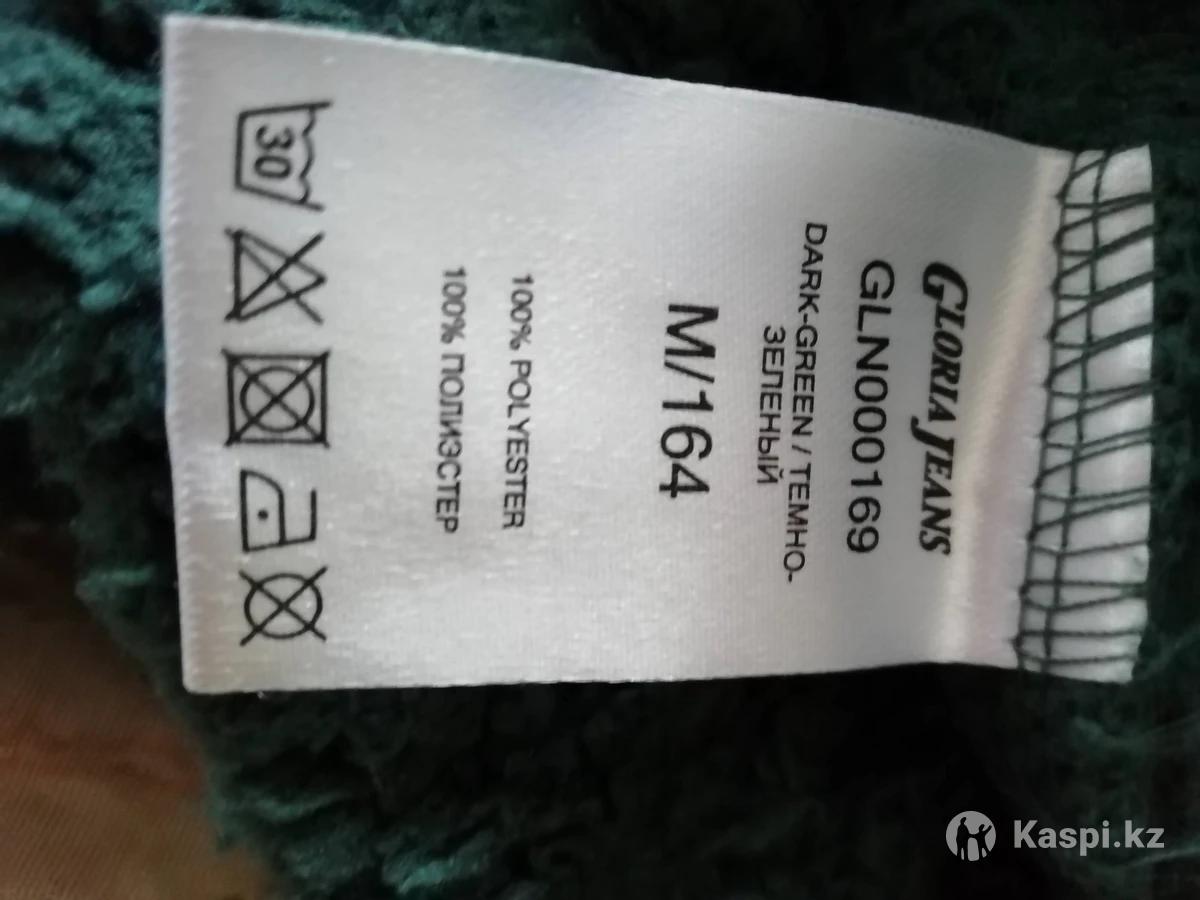 GLORIA JEANS
GLN000169
DARK-GREEN / ТЕМНО-
ЗЕЛЕНЫЙ
M/164
100% POLYESTER
100% ПОЛИЭСТЕР
30
Kaspi.kz